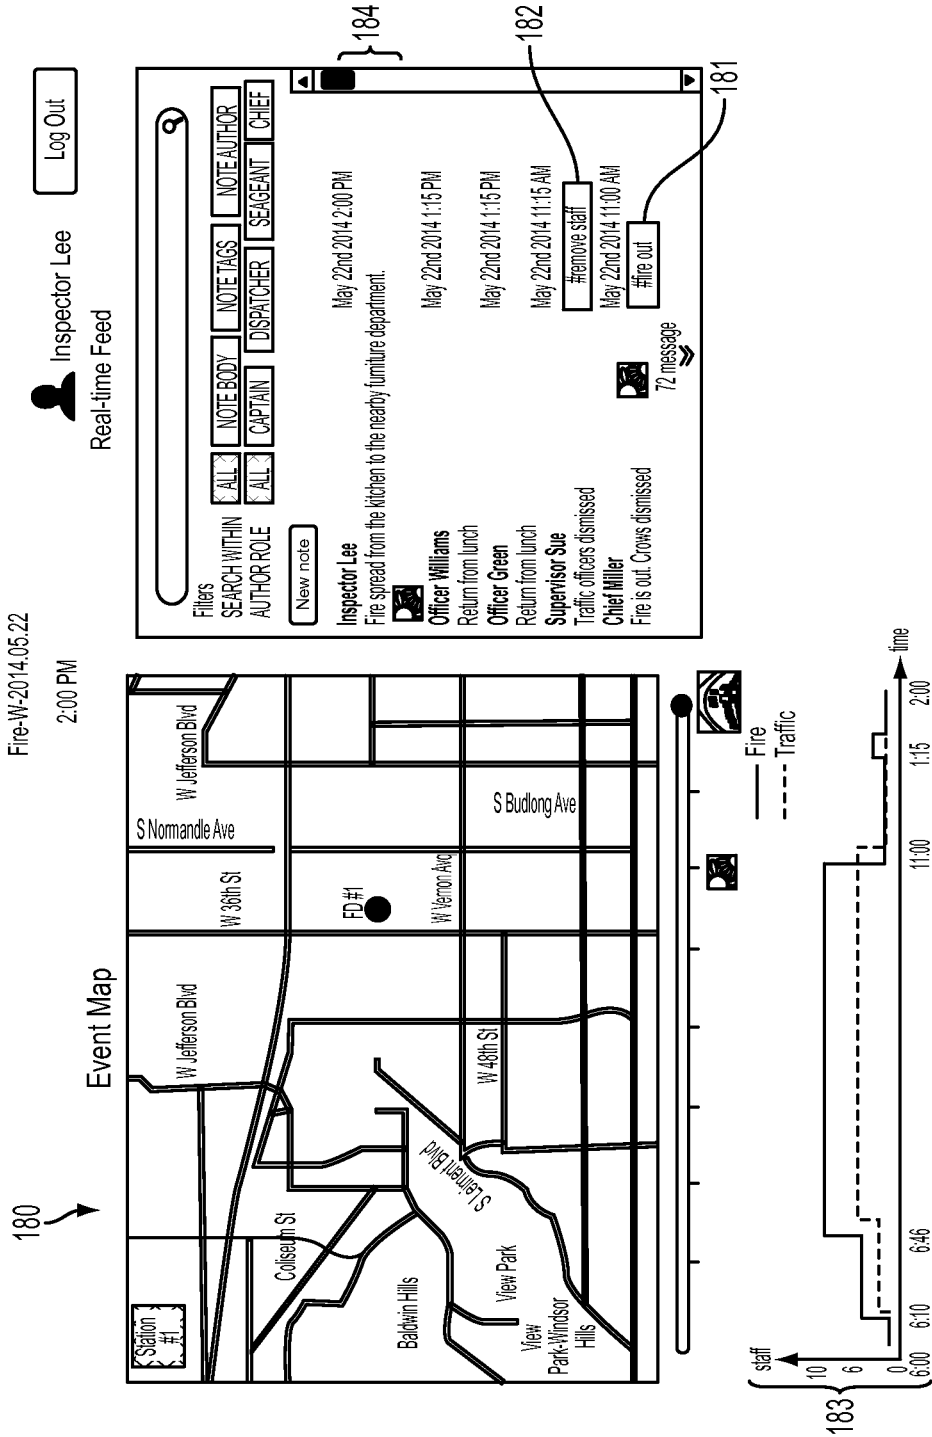 Fire-W-2014.05.22
2:00 PM
Inspector Lee
Log Out
180
Event Map
Station
#1
W Jefferson Blvd
W 36th St
S Normandle Ave
W Jefferson Blvd
Coliseum St
FD #1
Baldwin Hills
S Leiment Blvd
W Vernon Avq
View Park
W 48th St
S Budlong Ave
View
Park-Windsor
Hills
Real-time Feed
Filters
SEARCH WITHIN
ALL
NOTE BODY
NOTE TAGS
NOTE AUTHOR
AUTHOR ROLE
ALL
CAPTAIN
DISPATCHER
SEAGEANT
CHIEF
New note
184
Inspector Lee
May 22nd 2014 2:00 PM
Fire spread from the kitchen to the nearby furniture department.
Officer Williams
May 22nd 2014 1:15 PM
Return from lunch
Officer Green
May 22nd 2014 1:15 PM
Return from lunch
Supervisor Sue
May 22nd 2014 11:15 AM
Traffic officers dismissed
#remove staff
182
Chief Miller
May 22nd 2014 11:00 AM
Fire is out. Crows dismissed
#fire out
181
72 message
Fire
Traffic
183
staff
10
6
0
6:00
6:10
6:46
11:00
1:15
2:00
time